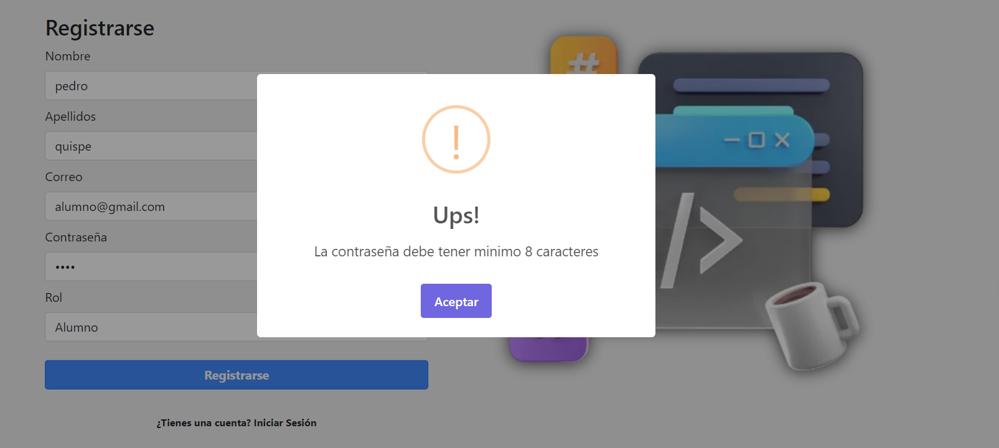 Registrarse
Nombre
pedro
Apellidos
quispe
Correo
alumno@gmail.com
Contraseña
••••
Rol
Alumno
Registrarse
¿Tienes una cuenta? Iniciar Sesión
#
!
Ups!
La contraseña debe tener minimo 8 caracteres
Aceptar
/>